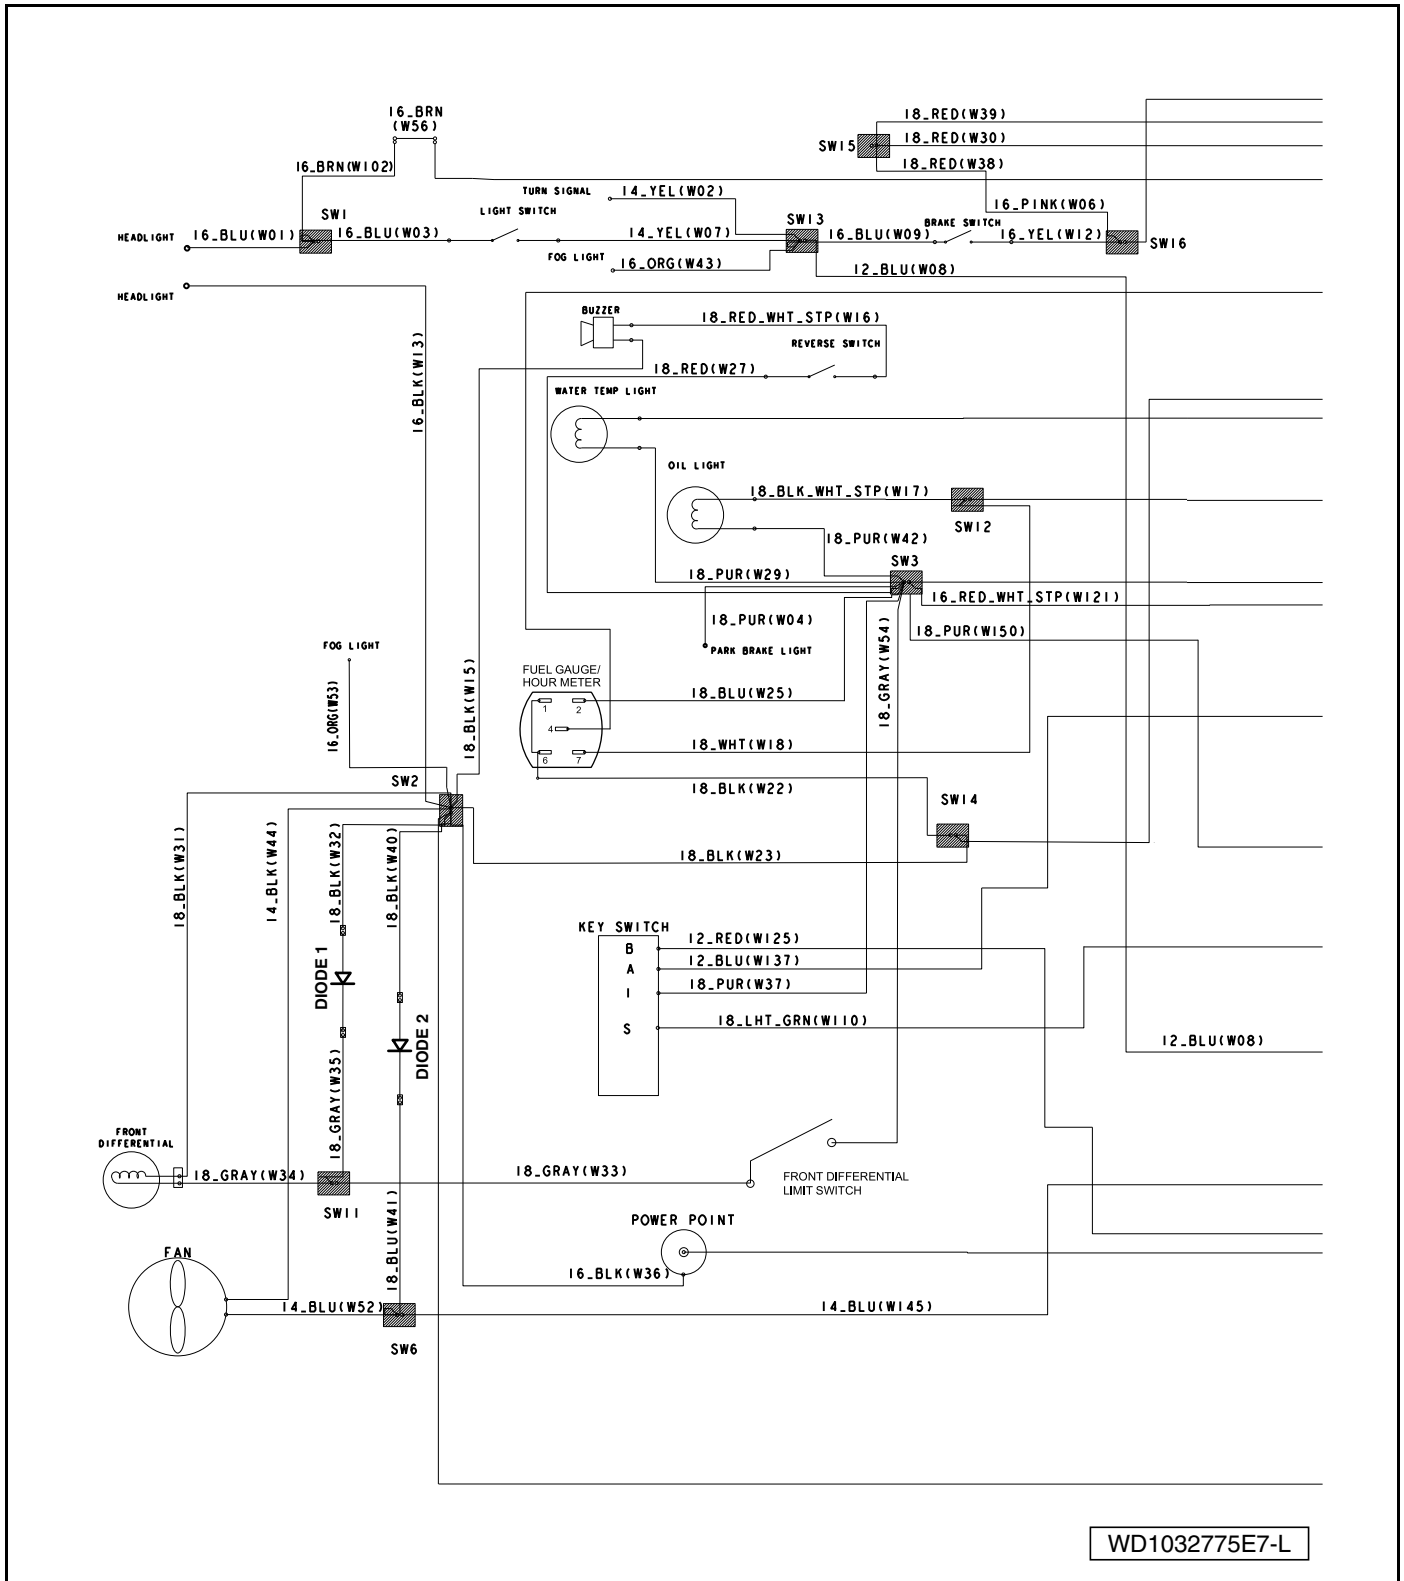 16_BRN
(W56)
18_RED(W39)
SW15
18_RED(W30)
16_BRN(W102)
18_RED(W38)
TURN SIGNAL
14_YEL(W02)
SW1
LIGHT SWITCH
16_PINK(W06)
SW13
BRAKE SWITCH
HEADLIGHT
16_BLU(W01)
16_BLU(W03)
14_YEL(W07)
16_BLU(W09)
16_YEL(W12)
SW16
FOG LIGHT
16_ORG(W43)
12_BLU(W08)
HEADLIGHT
BUZZER
18_RED_WHT_STP(W16)
16_BLK(W13)
REVERSE SWITCH
18_RED(W27)
WATER TEMP LIGHT
OIL LIGHT
18_BLK_WHT_STP(W17)
SW12
18_PUR(W42)
SW3
18_PUR(W29)
16_RED_WHT_STP(W121)
18_PUR(W04)
18_GRAY(W54)
18_PUR(W150)
FOG LIGHT
PARK BRAKE LIGHT
16_ORG(W53)
18_BLK(W15)
FUEL GAUGE/
HOUR METER
18_BLU(W25)
1
2
4
18_WHT(W18)
6
7
SW2
18_BLK(W22)
SW14
18_BLK(W31)
14_BLK(W44)
18_BLK(W32)
18_BLK(W40)
18_BLK(W23)
KEY SWITCH
B
12_RED(W125)
A
12_BLU(W137)
I
18_PUR(W37)
S
18_LHT_GRN(W110)
DIODE 1
DIODE 2
12_BLU(W08)
18_GRAY(W35)
FRONT
DIFFERENTIAL
18_GRAY(W34)
18_GRAY(W33)
FRONT DIFFERENTIAL
LIMIT SWITCH
SW11
18_BLU(W41)
POWER POINT
FAN
16_BLK(W36)
14_BLU(W52)
14_BLU(W145)
SW6
WD1032775E7-L